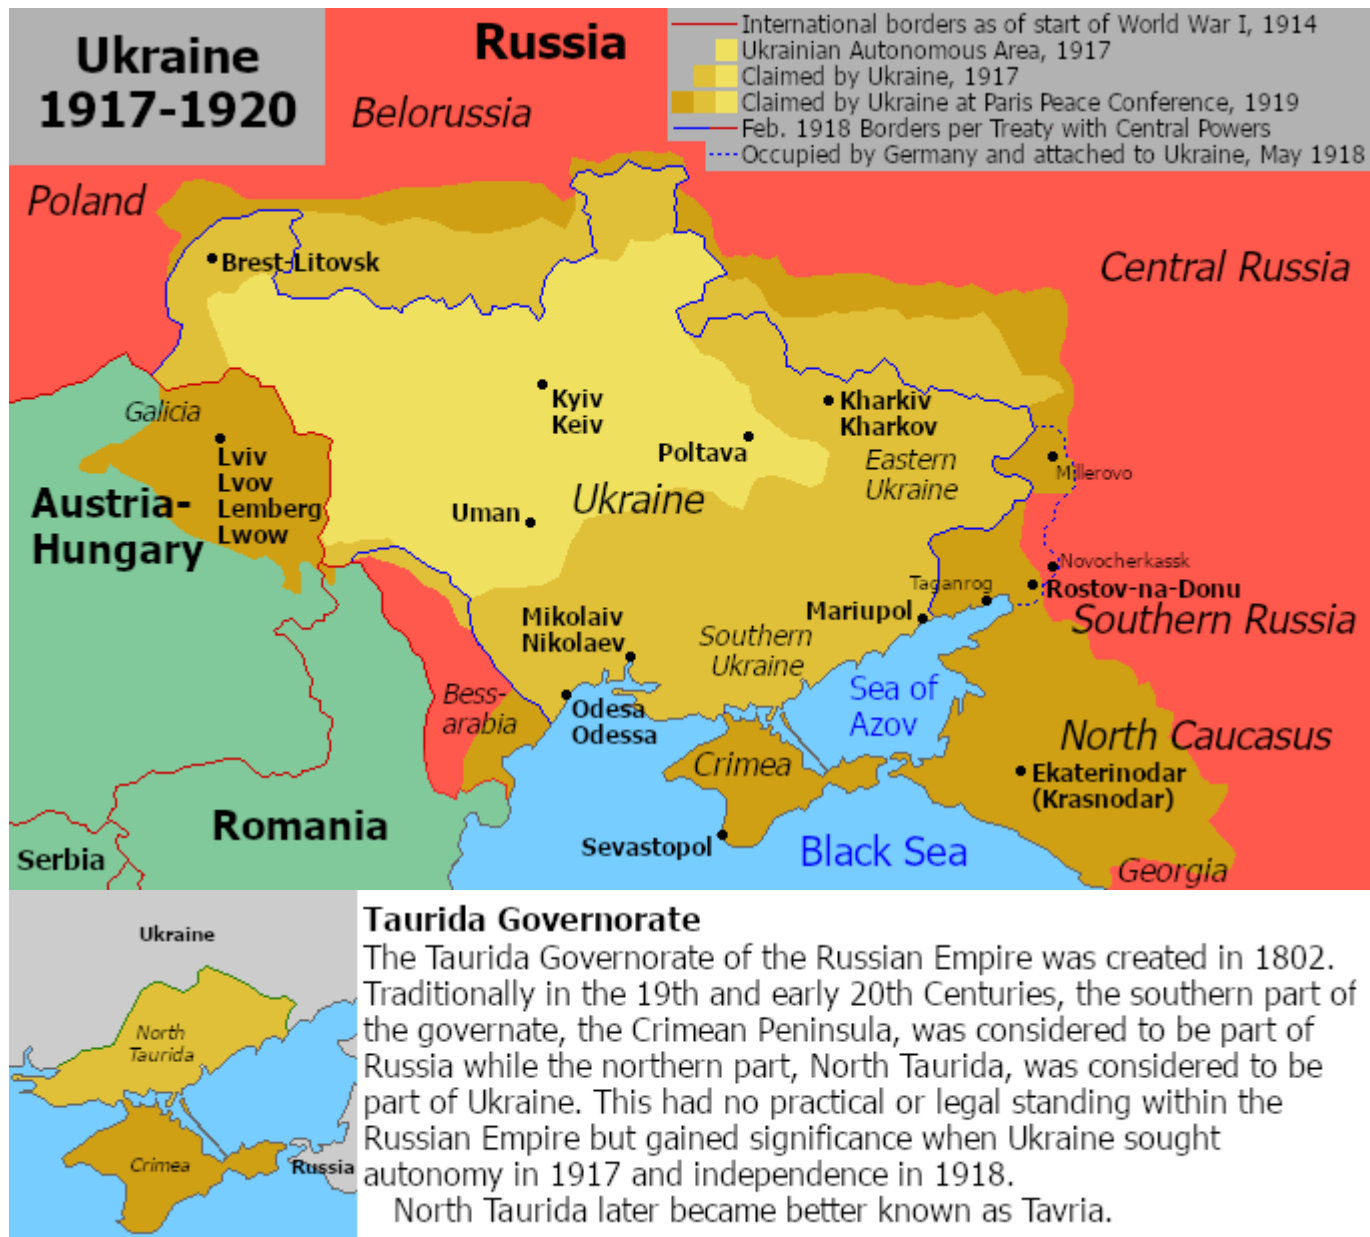 Ukraine
1917-1920
Russia
Belorussia
International borders as of start of World War I, 1914
Ukrainian Autonomous Area, 1917
Claimed by Ukraine, 1917
Claimed by Ukraine at Paris Peace Conference, 1919
Feb. 1918 Borders per Treaty with Central Powers
Occupied by Germany and attached to Ukraine, May 1918
Poland
Brest-Litovsk
Central Russia
Galicia
Kyiv
Keiv
Kharkiv
Kharkov
Poltava
Eastern
Ukraine
Millerovo
Lviv
Lvov
Lemberg
Lwow
Austria-
Hungary
Uman
Ukraine
Novocherkassk
Taganrog
Rostov-na-Donu
Mariupol
Southern Russia
Mikolaiv
Nikolaev
Southern
Ukraine
Bess-
arabia
Odesa
Odessa
Sea of
Azov
Crimea
North Caucasus
Ekaterinodar
(Krasnodar)
Romania
Serbia
Sevastopol
Black Sea
Georgia
Ukraine
North
Taurida
Crimea
Russia
Taurida Governorate
The Taurida Governorate of the Russian Empire was created in 1802.
Traditionally in the 19th and early 20th Centuries, the southern part of
the governate, the Crimean Peninsula, was considered to be part of
Russia while the northern part, North Taurida, was considered to be
part of Ukraine. This had no practical or legal standing within the
Russian Empire but gained significance when Ukraine sought
autonomy in 1917 and independence in 1918.
North Taurida later became better known as Tavria.